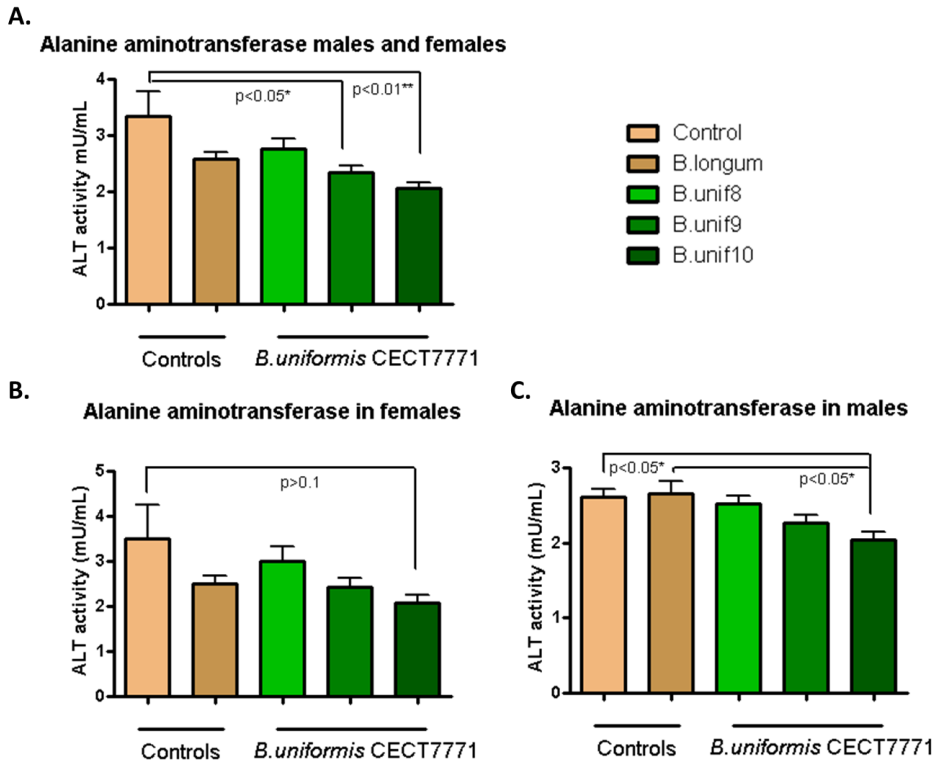 A.
Alanine aminotransferase males and females
ALT activity mU/mL
4
3
2
1
0
p<0.05*
p<0.01**
Controls
B.uniformis CECT7771
Control
B.longum
B.unif8
B.unif9
B.unif10
B.
Alanine aminotransferase in females
ALT activity (mU/mL)
5
4
3
2
1
0
p>0.1
Controls
B.uniformis CECT7771
C.
Alanine aminotransferase in males
ALT activity (mU/mL)
3
2
1
0
p<0.05*
p<0.05*
Controls
B.uniformis CECT7771